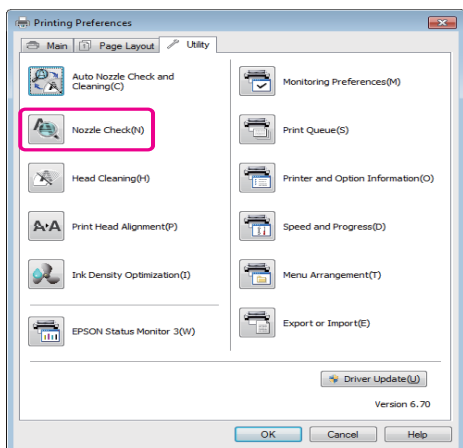 Printing Preferences
Main
Page Layout
Utility
Auto Nozzle Check and
Cleaning(C)
Nozzle Check(N)
Head Cleaning(H)
Print Head Alignment(P)
Ink Density Optimization(I)
EPSON Status Monitor 3(W)
Monitoring Preferences(M)
Print Queue(S)
Printer and Option Information(O)
Speed and Progress(D)
Menu Arrangement(T)
Export or Import(E)
Driver Update(U)
Version 6.70
OK
Cancel
Help